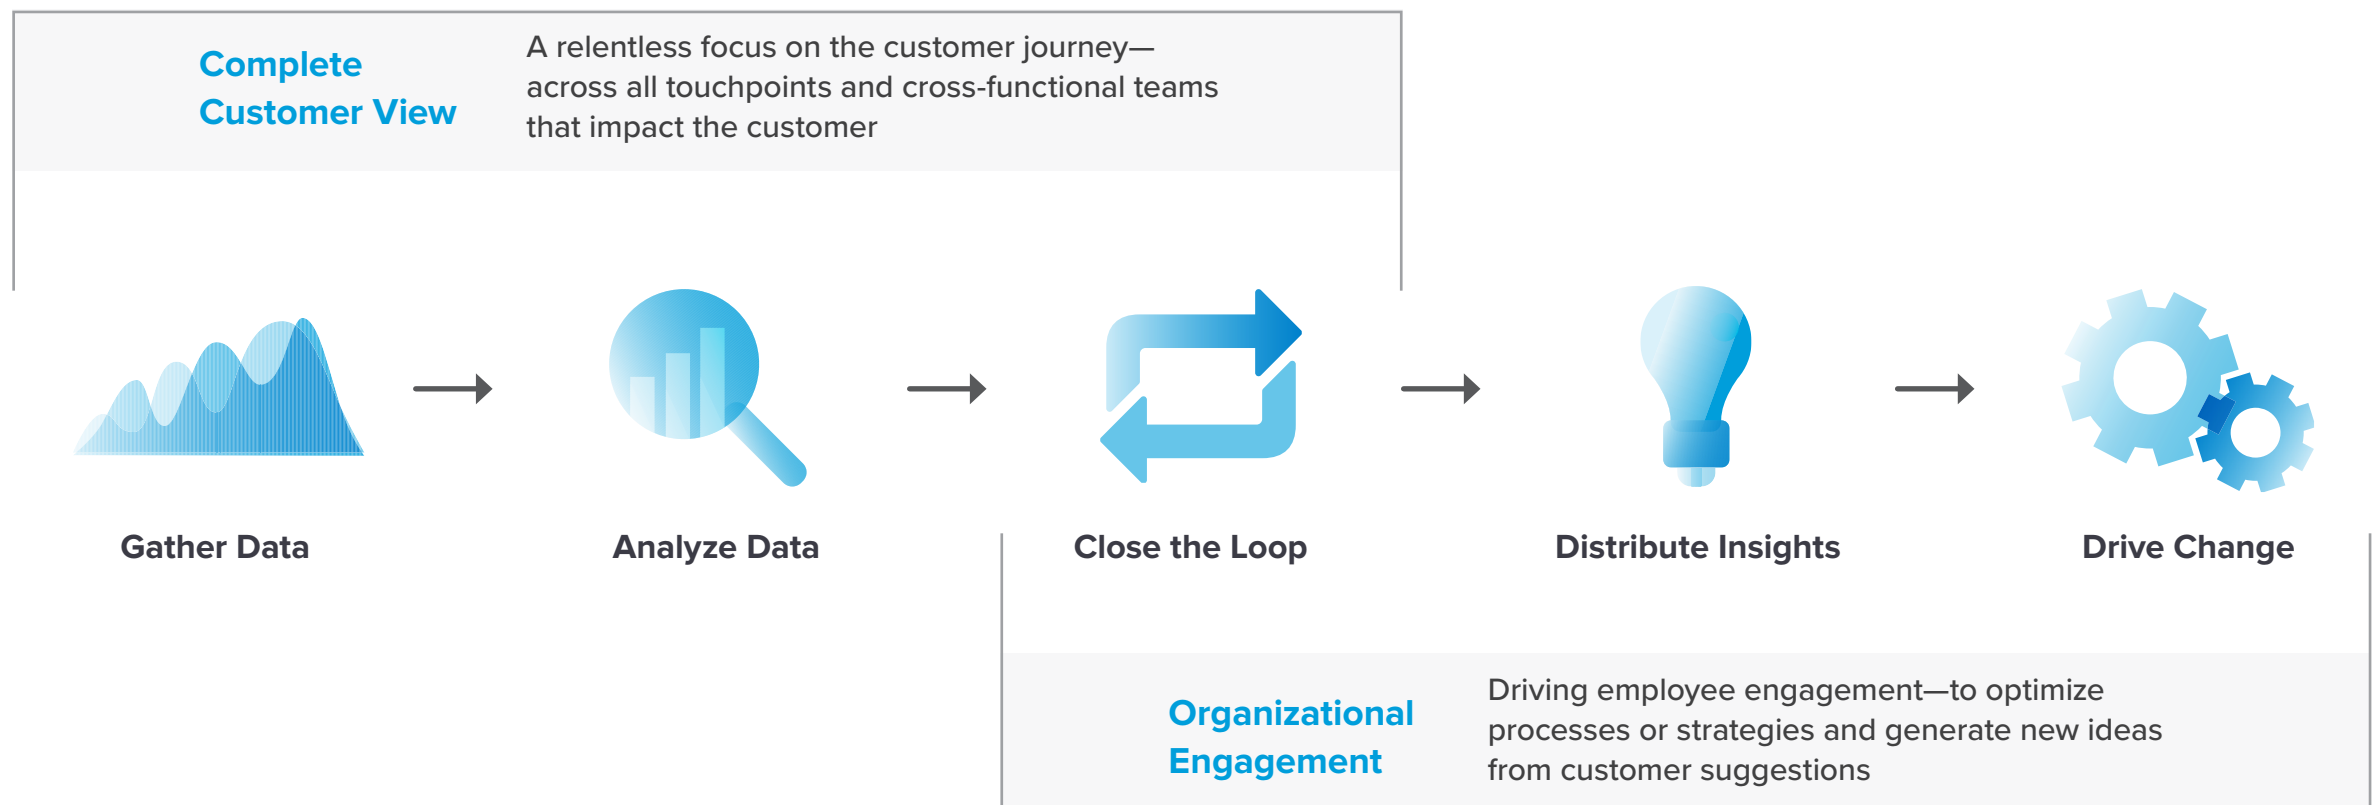 Complete
Customer View
A relentless focus on the customer journey—
across all touchpoints and cross-functional teams
that impact the customer
Gather Data
Analyze Data
Close the Loop
Distribute Insights
Drive Change
Organizational
Engagement
Driving employee engagement—to optimize
processes or strategies and generate new ideas
from customer suggestions